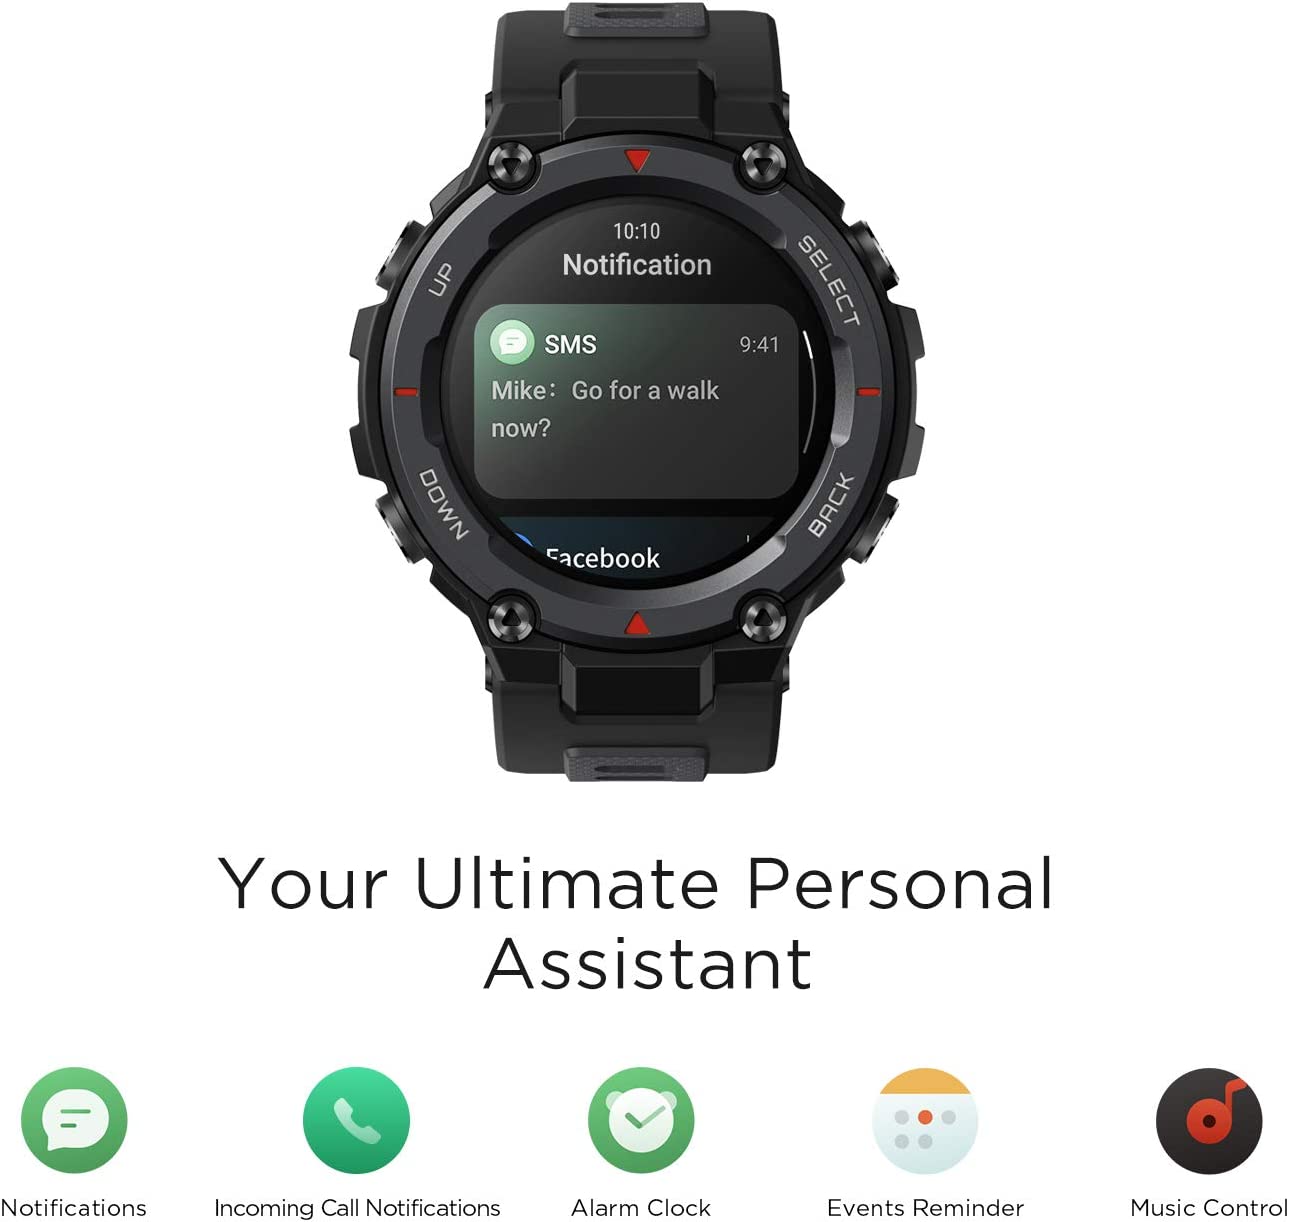 10:10
Notification
UP
SELECT
SMS 9:41
Mike: Go for a walk
now?
DOWN
BACK
Facebook
Your Ultimate Personal
Assistant
Notifications
Incoming Call Notifications
Alarm Clock
Events Reminder
Music Control